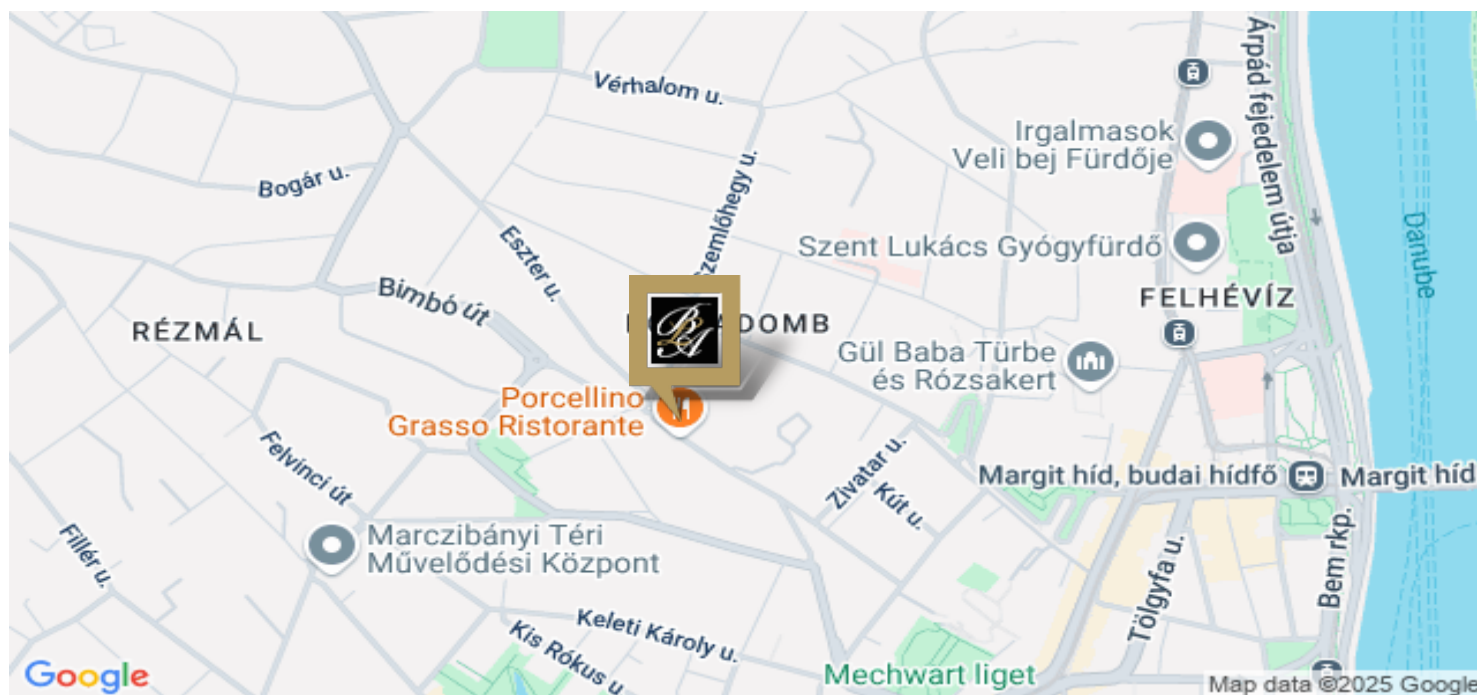 Vérhalom u.
Árpád fejedelem útja
Irgalmasok
Veli bej Fürdője
Bogár u.
Szemlőhegy u.
Eszter u.
Szent Lukács Gyógyfürdő
Danube
Bimbó út
FELHÉVÍZ
RÉZMÁL
ADOMB
Gül Baba Türbe
és Rózsakert
Porcellino
Grasso Ristorante
Felvinci út
Zivatar u.
Kút u.
Margit híd, budai hídfő
Margit híd
Marczibányi Téri
Művelődési Központ
Fillér u.
Bem rkp.
Tölgyfa u.
Keleti Károly u.
Kis Rókus u.
Mechwart liget
Google
Map data ©2025 Google